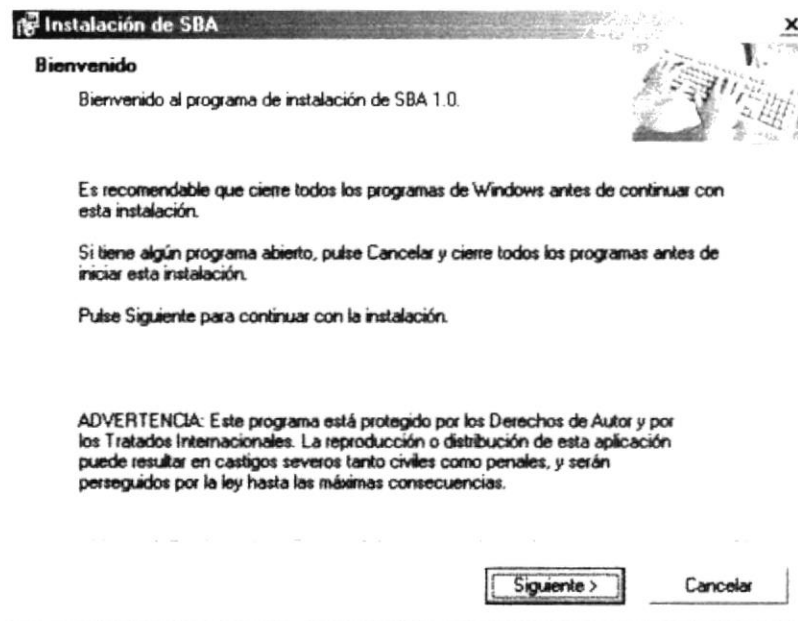 Instalación de SBA
Bienvenido
Bienvenido al programa de instalación de SBA 1.0.
Es recomendable que cierre todos los programas de Windows antes de continuar con
esta instalación.
Si tiene algún programa abierto, pulse Cancelar y cierre todos los programas antes de
iniciar esta instalación.
Pulse Siguiente para continuar con la instalación.
ADVERTENCIA: Este programa está protegido por los Derechos de Autor y por
los Tratados Internacionales. La reproducción o distribución de esta aplicación
puede resultar en castigos severos tanto civiles como penales, y serán
perseguidos por la ley hasta las máximas consecuencias.
Siguiente >
Cancelar